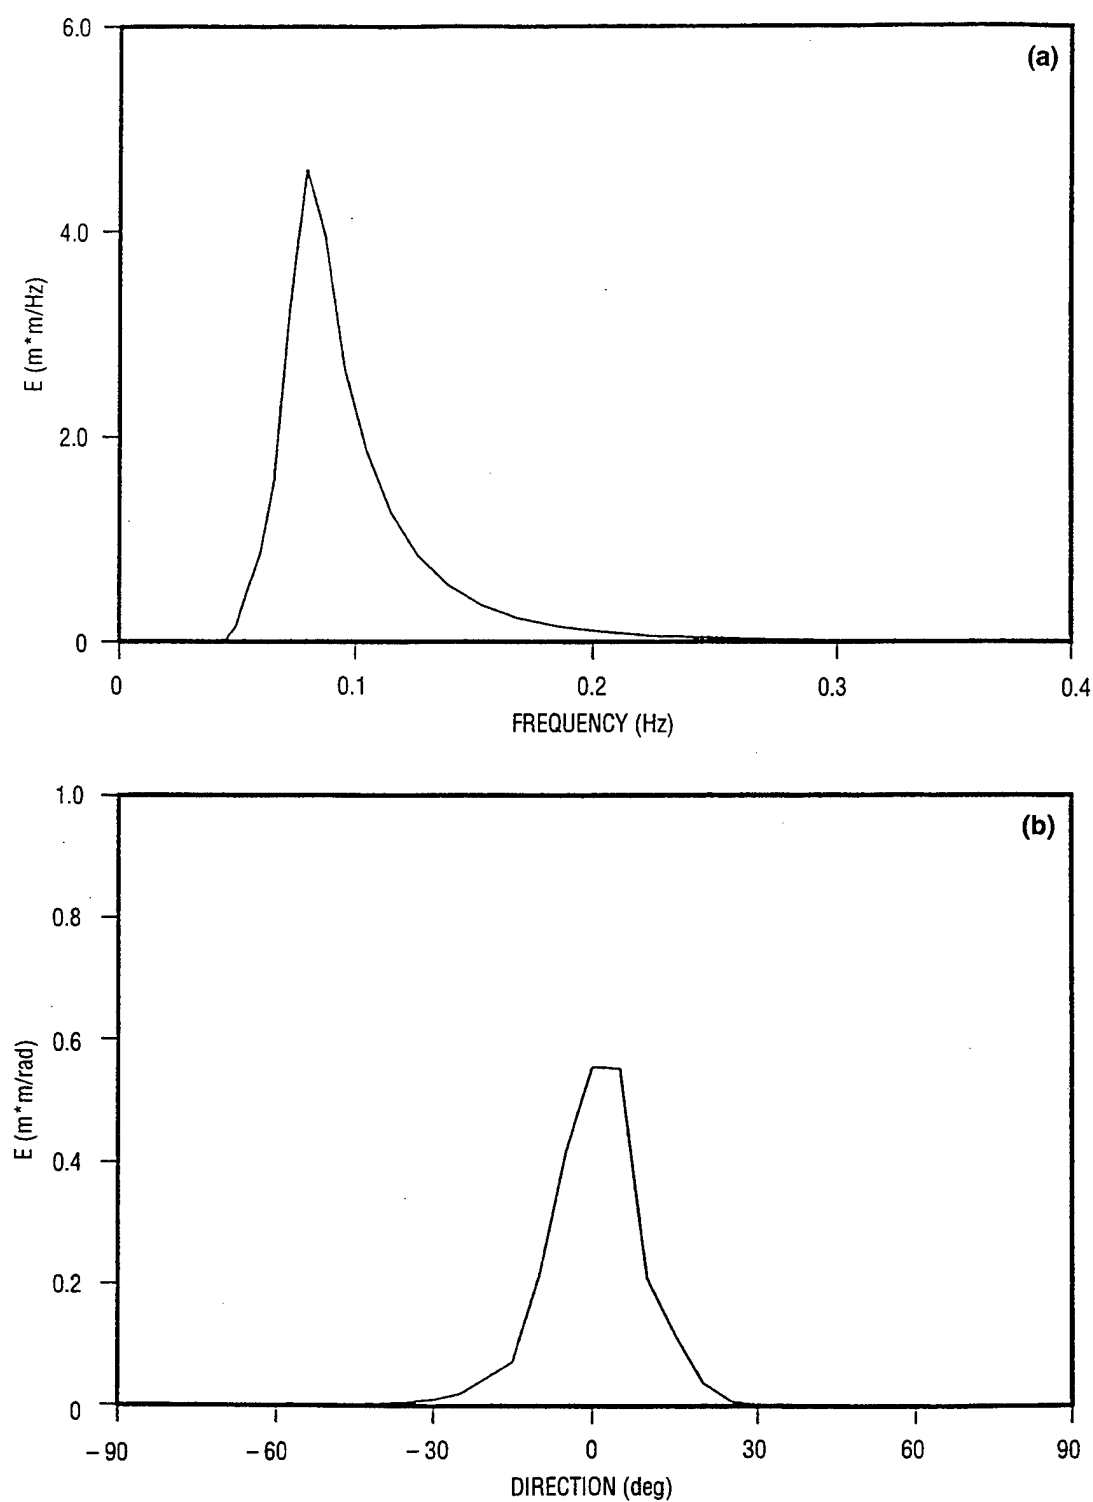 6.0
(a)
4.0
E (m*m/Hz)
2.0
0
0 0.1 0.2 0.3 0.4
FREQUENCY (Hz)
1.0
(b)
0.8
0.6
E (m*m/rad)
0.4
0.2
0
−90 −60 −30 0 30 60 90
DIRECTION (deg)